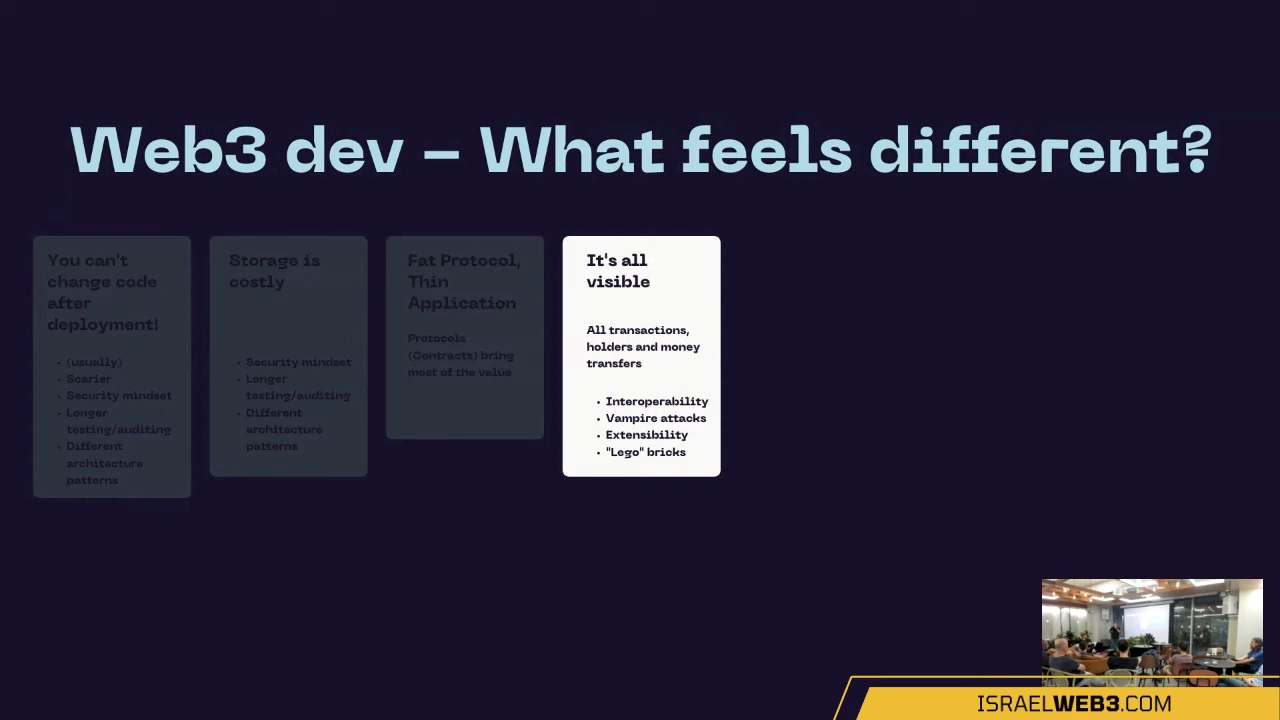 Web3 dev – What feels different?
You can't
change code
after
deployment!
• (usually)
• Scarier
• Security mindset
• Longer
testing/auditing
• Different
architecture
patterns
Storage is
costly
• Security mindset
• Longer
testing/auditing
• Different
architecture
patterns
Fat Protocol,
Thin
Application
Protocols
(Contracts) bring
most of the value
It's all
visible
All transactions,
holders and money
transfers
• Interoperability
• Vampire attacks
• Extensibility
• "Lego" bricks
ISRAELWEB3.COM